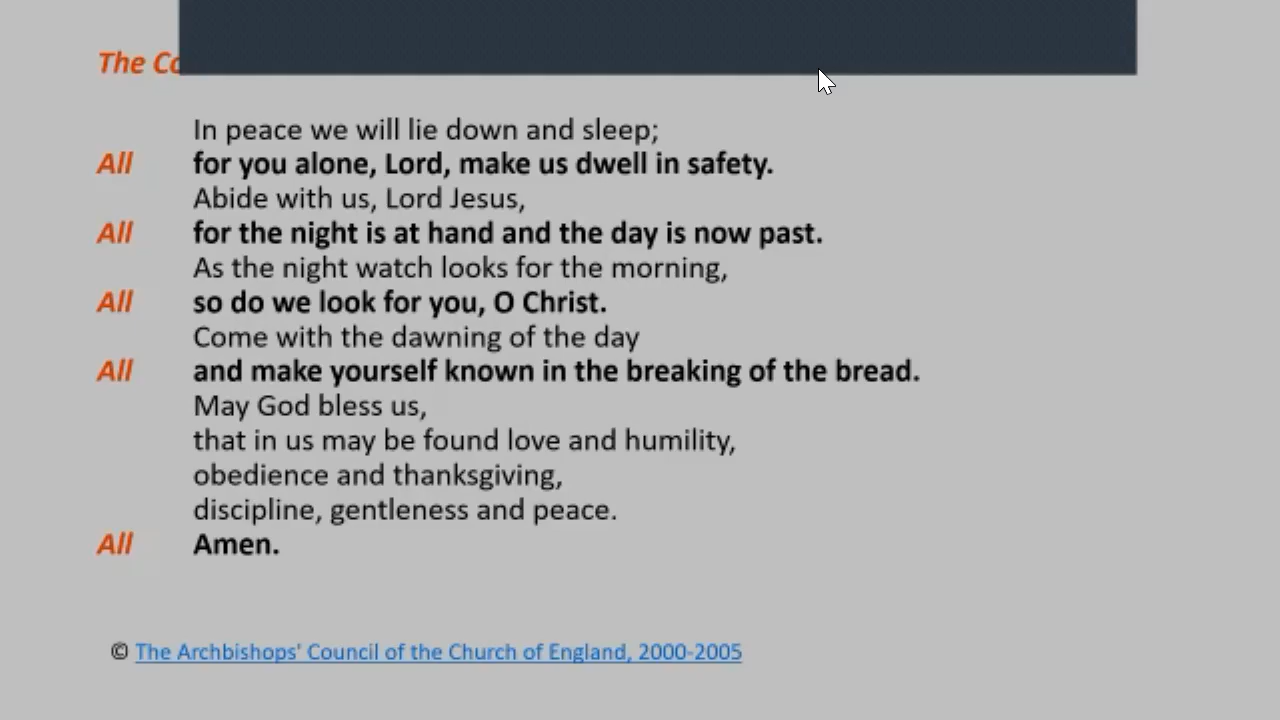 The
In peace we will lie down and sleep;
All for you alone, Lord, make us dwell in safety.
Abide with us, Lord Jesus,
All for the night is at hand and the day is now past.
As the night watch looks for the morning,
All so do we look for you, O Christ.
Come with the dawning of the day
All and make yourself known in the breaking of the bread.
May God bless us,
that in us may be found love and humility,
obedience and thanksgiving,
discipline, gentleness and peace.
All Amen.
© The Archbishops' Council of the Church of England, 2000-2005